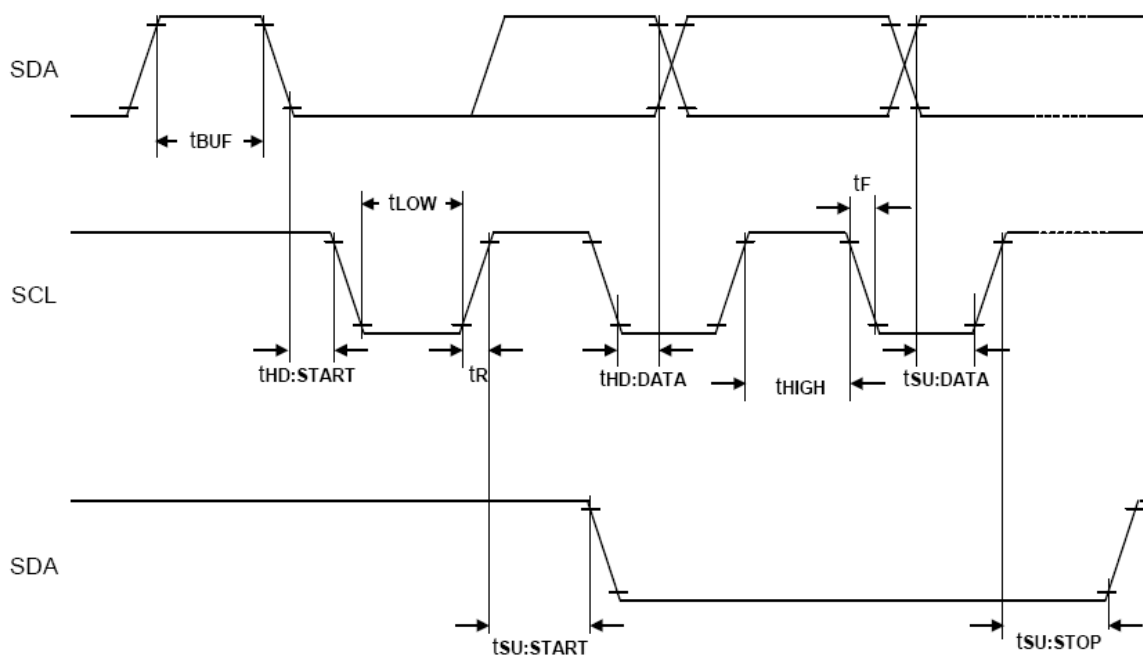 SDA
tBUF
tF
tLOW
SCL
tHD:START
tR
tHD:DATA
tHIGH
tSU:DATA
SDA
tSU:START
tSU:STOP